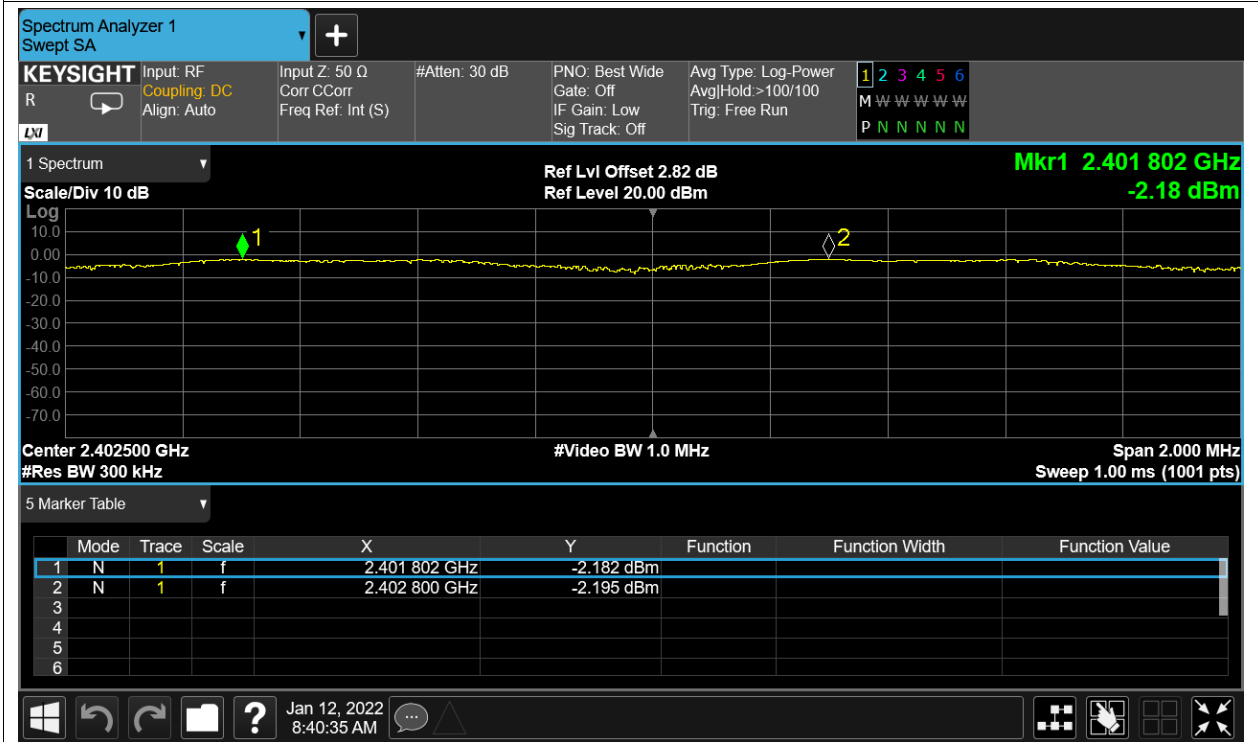 Spectrum Analyzer 1
Swept SA
+
KEYSIGHT
R
LXI
Input: RF
Coupling: DC
Align: Auto
Input Z: 50 Ω
Corr CCorr
Freq Ref: Int (S)
#Atten: 30 dB
PNO: Best Wide
Gate: Off
IF Gain: Low
Sig Track: Off
Avg Type: Log-Power
Avg|Hold:>100/100
Trig: Free Run
1 2 3 4 5 6
M W W W W W
P N N N N N
1 Spectrum
Scale/Div 10 dB
Ref Lvl Offset 2.82 dB
Ref Level 20.00 dBm
Mkr1 2.401 802 GHz
-2.18 dBm
Log
10.0
0.00
-10.0
-20.0
-30.0
-40.0
-50.0
-60.0
-70.0
1
2
Center 2.402500 GHz
#Res BW 300 kHz
#Video BW 1.0 MHz
Span 2.000 MHz
Sweep 1.00 ms (1001 pts)
5 Marker Table
Mode Trace Scale X Y Function Function Width Function Value
1 N 1 f 2.401 802 GHz -2.182 dBm
2 N 1 f 2.402 800 GHz -2.195 dBm
3
4
5
6
?
Jan 12, 2022
8:40:35 AM